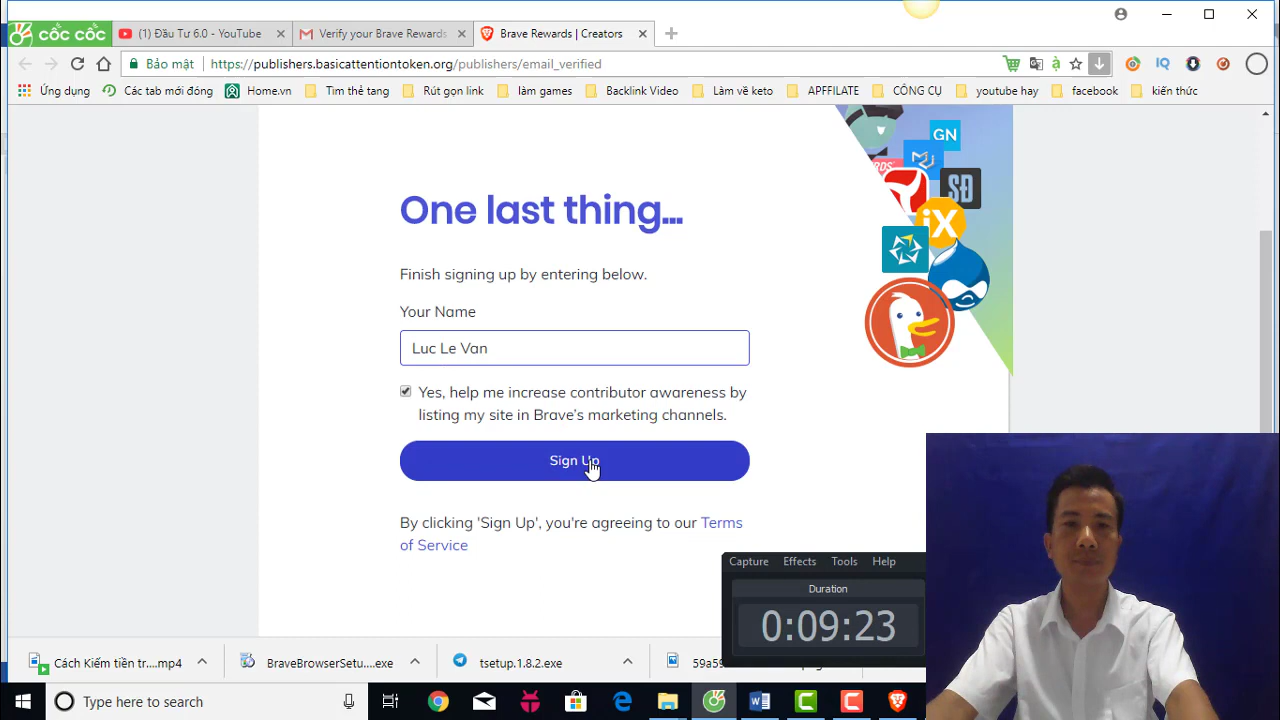 cốc cốc
(1) Đầu Tư 6.0 - YouTube
Verify your Brave Rewards
Brave Rewards | Creators
Bảo mật
https://publishers.basicattentiontoken.org/publishers/email_verified
Ứng dụng
Các tab mới đóng
Home.vn
Tim thẻ tang
Rút gọn link
làm games
Backlink Video
Làm về keto
APFFILATE
CÔNG CỤ
youtube hay
facebook
kiến thức
GN
SD
iX
One last thing...
Finish signing up by entering below.
Your Name
Luc Le Van
Yes, help me increase contributor awareness by
listing my site in Brave's marketing channels.
Sign Up
By clicking 'Sign Up', you're agreeing to our Terms
of Service
Capture Effects Tools Help
Duration
0:09:23
Cách Kiếm tiền tr....mp4
BraveBrowserSetu....exe
tsetup.1.8.2.exe
59a59
Type here to search